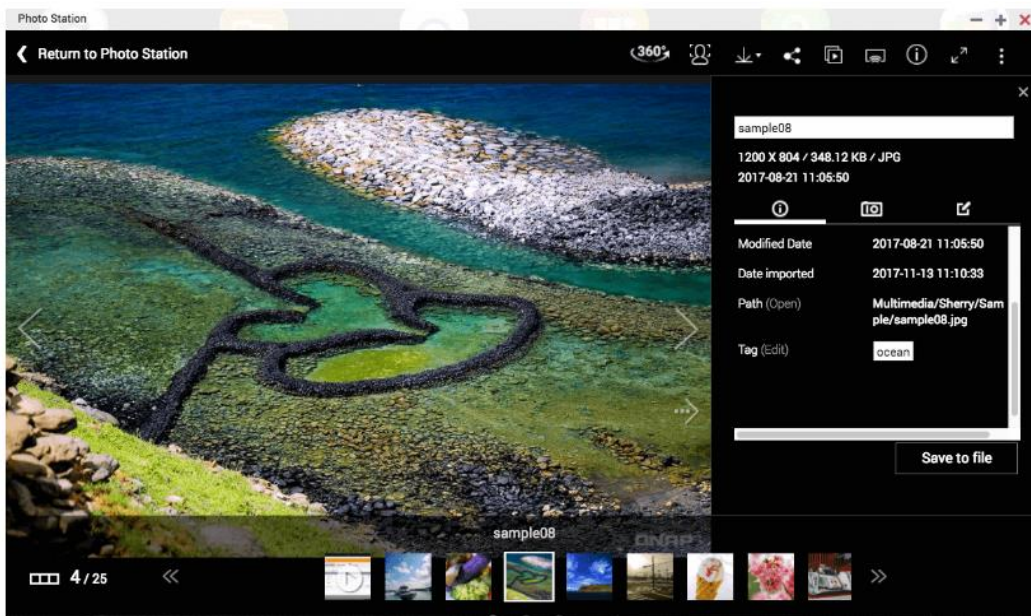 Photo Station
Return to Photo Station
360°
sample08
1200 X 804 / 348.12 KB / JPG
2017-08-21 11:05:50
Modified Date 2017-08-21 11:05:50
Date imported 2017-11-13 11:10:33
Path (Open) Multimedia/Sherry/Sam
ple/sample08.jpg
Tag (Edit) ocean
Save to file
sample08
QNAP
4/25